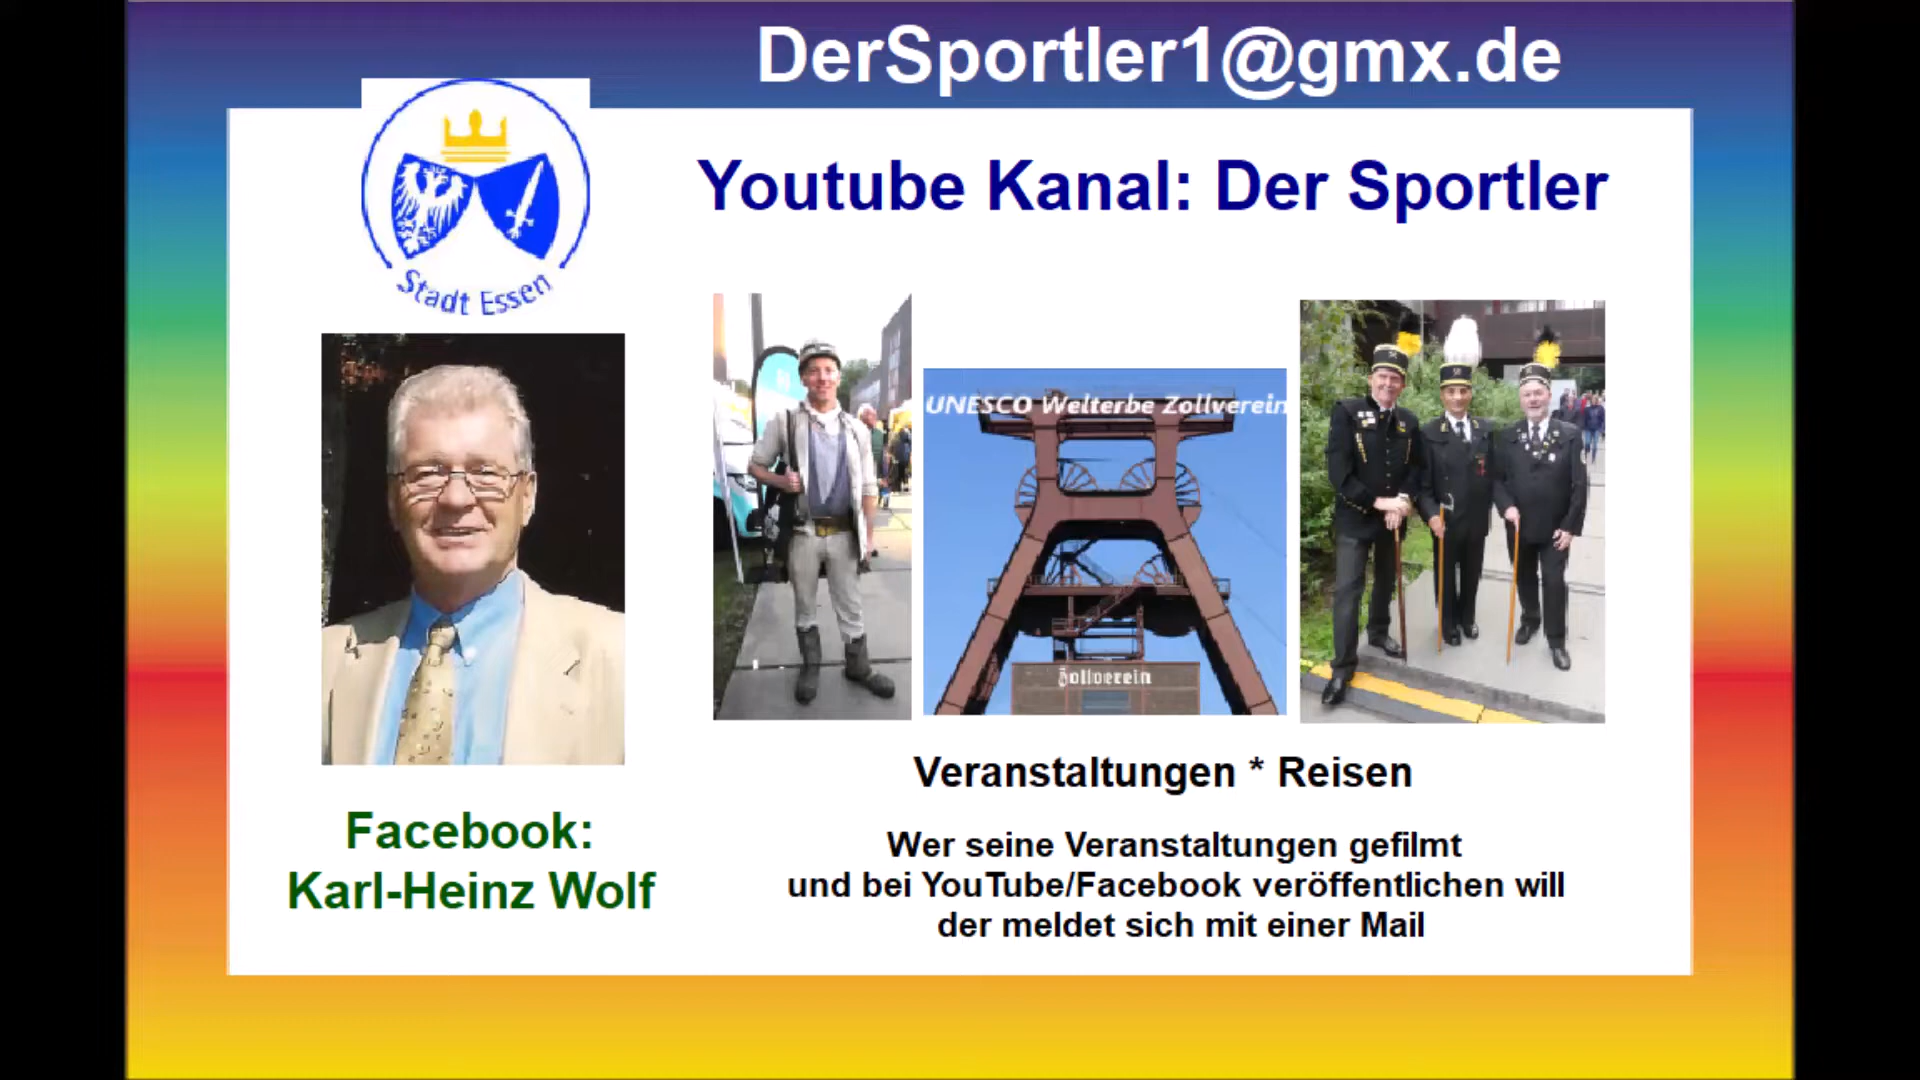 DerSportler1@gmx.de
Stadt Essen
Youtube Kanal: Der Sportler
UNESCO Welterbe Zollverein
Zollverein
Veranstaltungen * Reisen
Facebook:
Karl-Heinz Wolf
Wer seine Veranstaltungen gefilmt
und bei YouTube/Facebook veröffentlichen will
der meldet sich mit einer Mail